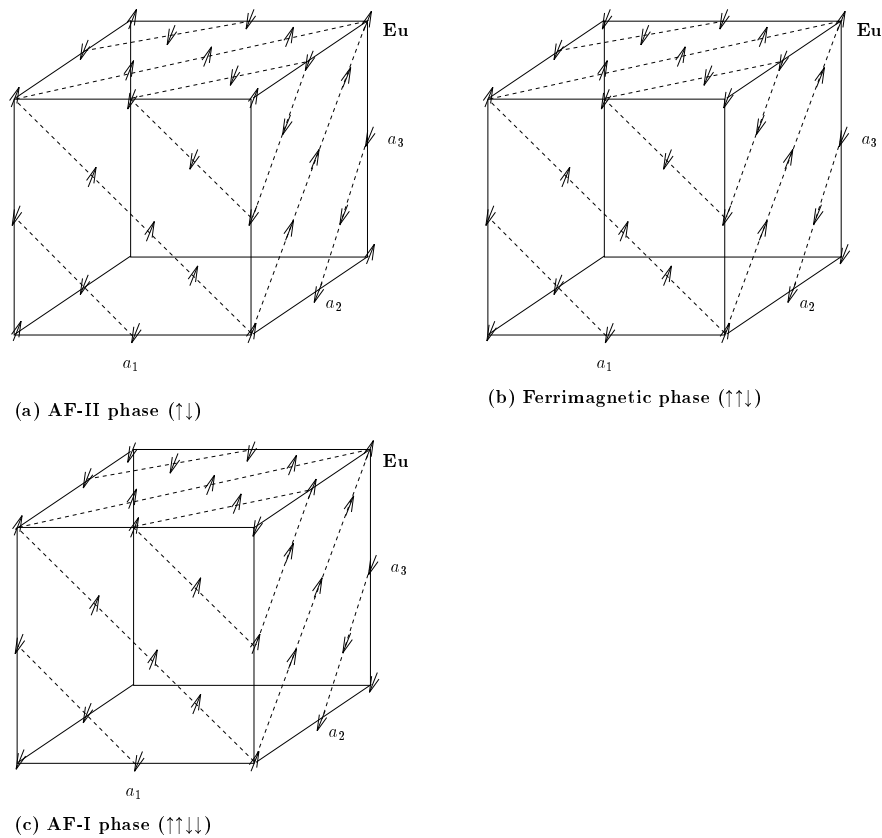 Eu
a₃
a₂
a₁
(a) AF-II phase (↑↓)
Eu
a₃
a₂
a₁
(b) Ferrimagnetic phase (↑↑↓)
Eu
a₃
a₂
a₁
(c) AF-I phase (↑↑↓↓)